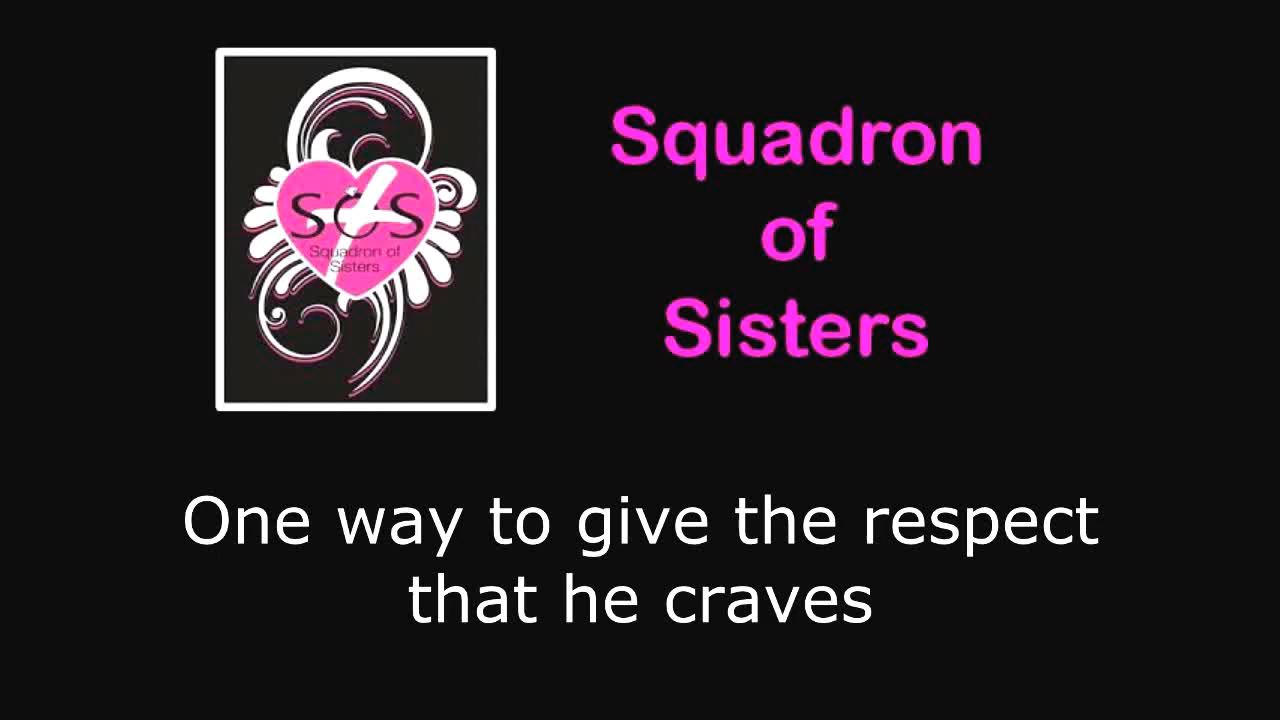 SOS
Squadron of
Sisters
Squadron
of
Sisters
One way to give the respect
that he craves